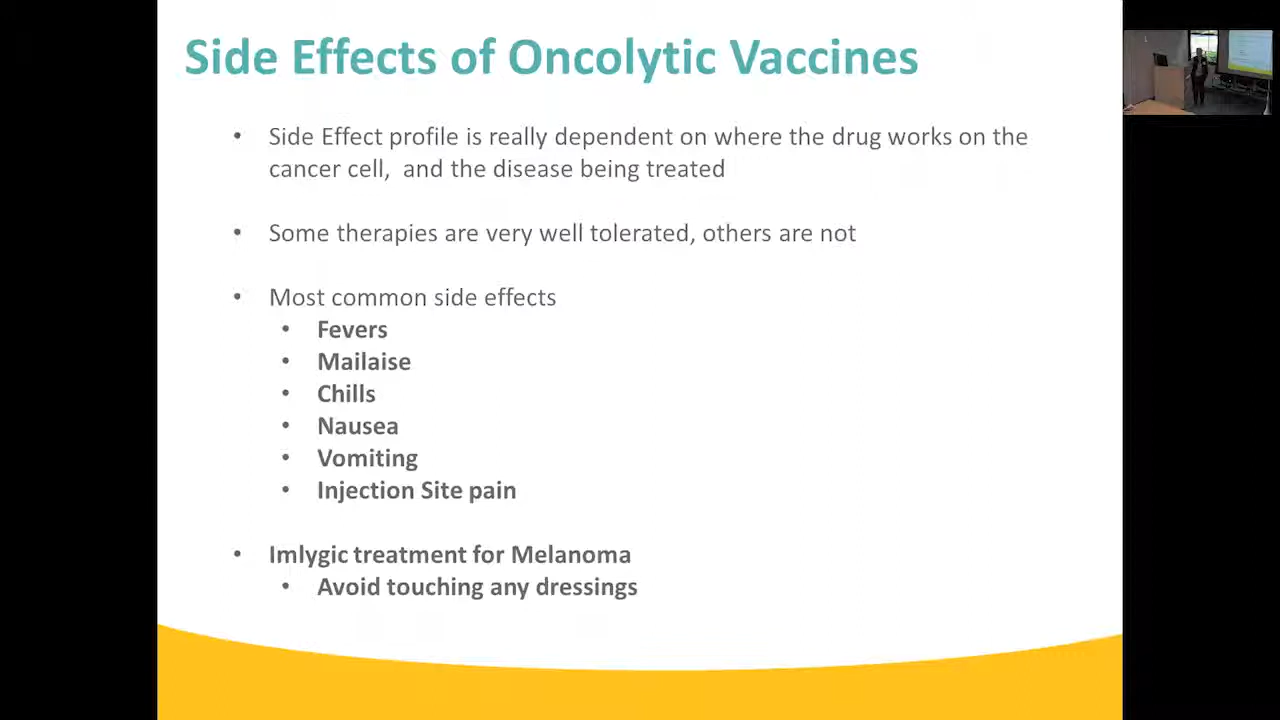 Side Effects of Oncolytic Vaccines
• Side Effect profile is really dependent on where the drug works on the
cancer cell, and the disease being treated
• Some therapies are very well tolerated, others are not
• Most common side effects
• Fevers
• Mailaise
• Chills
• Nausea
• Vomiting
• Injection Site pain
• Imlygic treatment for Melanoma
• Avoid touching any dressings